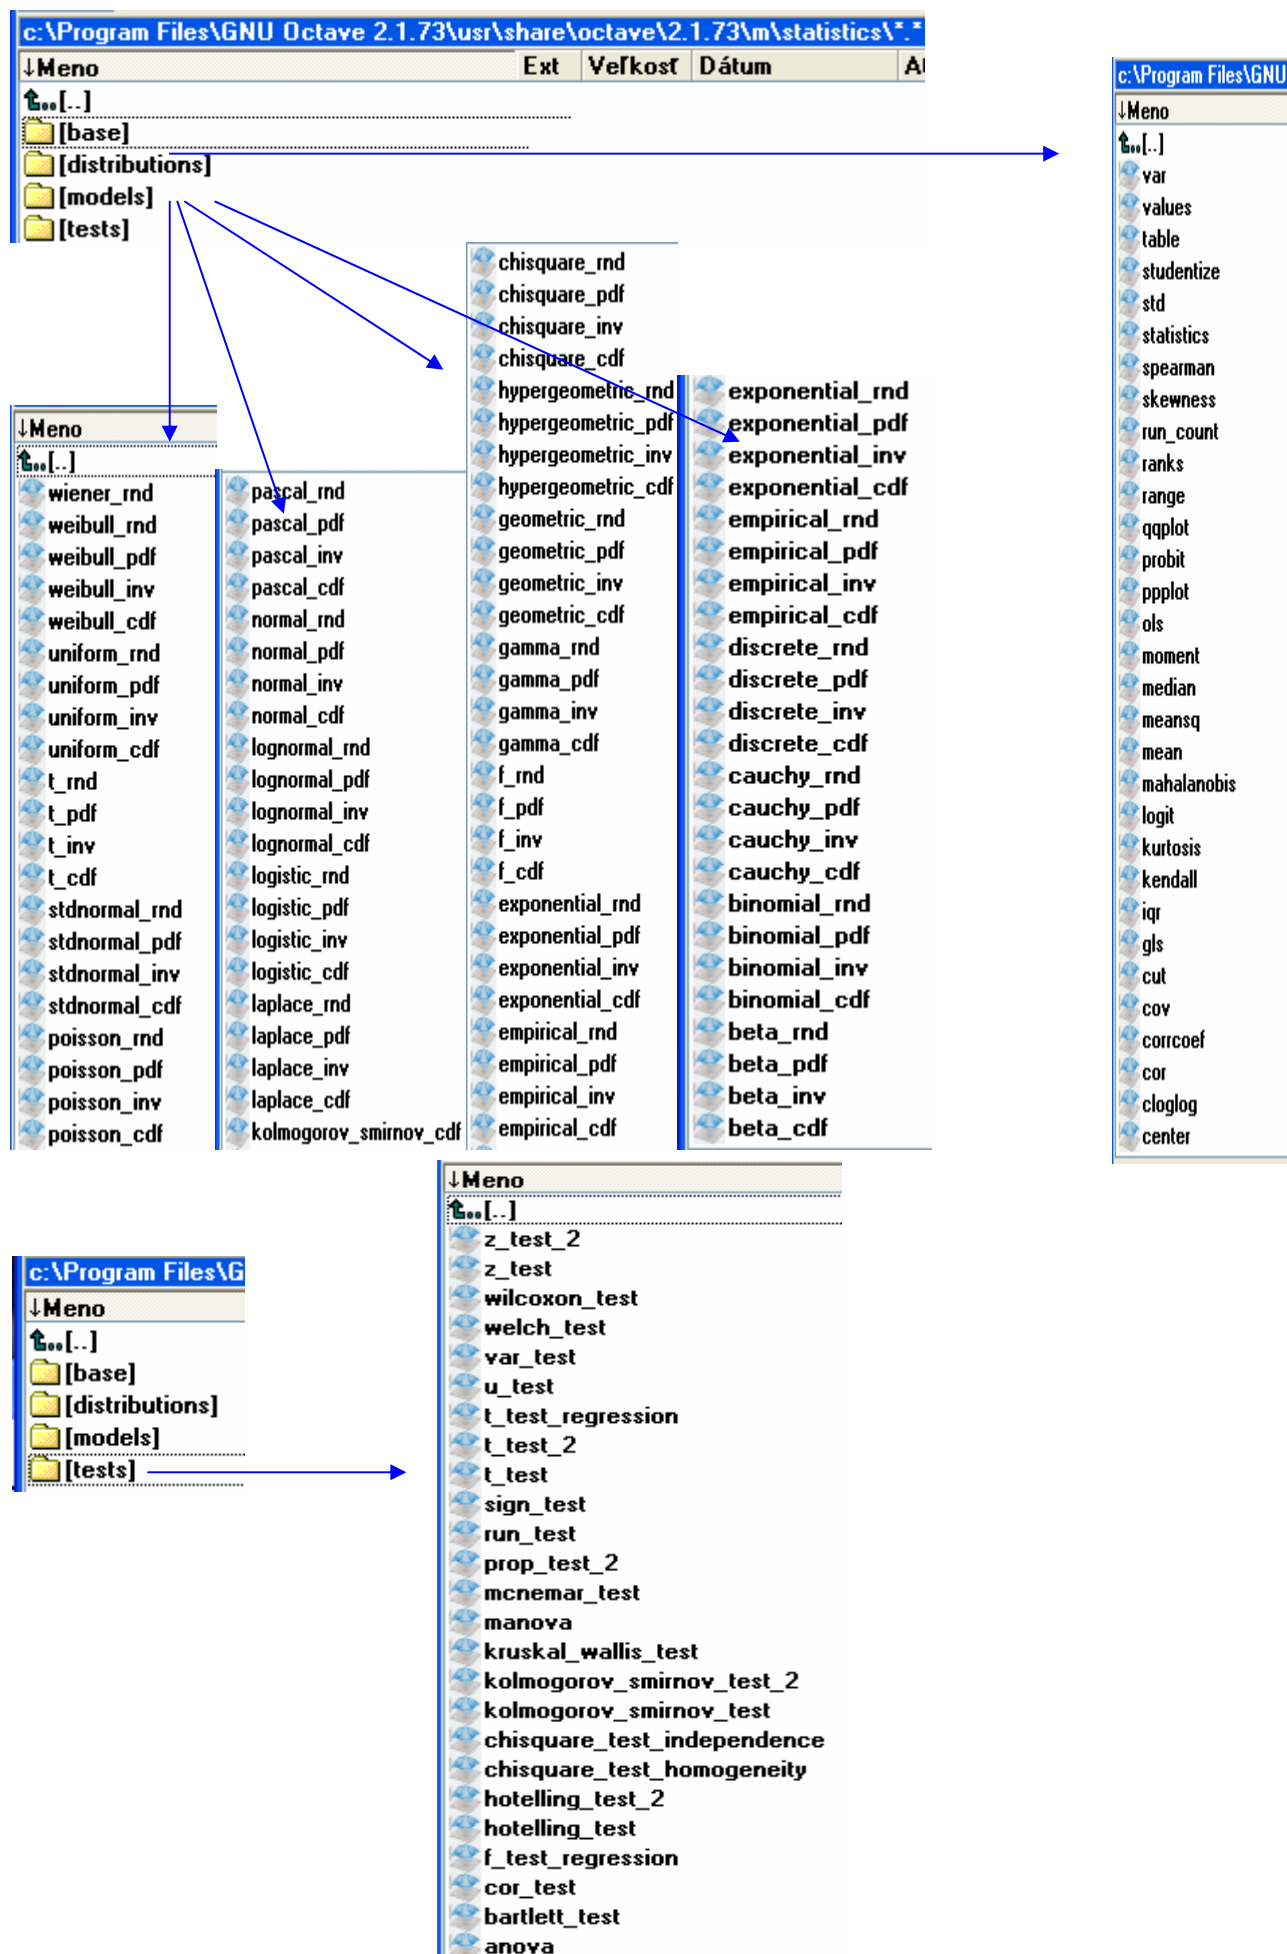 c:\Program Files\GNU Octave 2.1.73\usr\share\octave\2.1.73\m\statistics\*.*
↓Meno Ext Veľkosť Dátum
[..]
[base]
[distributions]
[models]
[tests]
c:\Program Files\GNU
↓Meno
[..]
var
values
table
studentize
std
statistics
spearman
skewness
run_count
ranks
range
qqplot
probit
ppplot
ols
moment
median
meansq
mean
mahalanobis
logit
kurtosis
kendall
iqr
gls
cut
cov
corrcoef
cor
cloglog
center
↓Meno
[..]
wiener_rnd
weibull_rnd
weibull_pdf
weibull_inv
weibull_cdf
uniform_rnd
uniform_pdf
uniform_inv
uniform_cdf
t_rnd
t_pdf
t_inv
t_cdf
stdnormal_rnd
stdnormal_pdf
stdnormal_inv
stdnormal_cdf
poisson_rnd
poisson_pdf
poisson_inv
poisson_cdf
pascal_rnd
pascal_pdf
pascal_inv
pascal_cdf
normal_rnd
normal_pdf
normal_inv
normal_cdf
lognormal_rnd
lognormal_pdf
lognormal_inv
lognormal_cdf
logistic_rnd
logistic_pdf
logistic_inv
logistic_cdf
laplace_rnd
laplace_pdf
laplace_inv
laplace_cdf
kolmogorov_smirnov_cdf
chisquare_rnd
chisquare_pdf
chisquare_inv
chisquare_cdf
hypergeometric_rnd
hypergeometric_pdf
hypergeometric_inv
hypergeometric_cdf
geometric_rnd
geometric_pdf
geometric_inv
geometric_cdf
gamma_rnd
gamma_pdf
gamma_inv
gamma_cdf
f_rnd
f_pdf
f_inv
f_cdf
exponential_rnd
exponential_pdf
exponential_inv
exponential_cdf
empirical_rnd
empirical_pdf
empirical_inv
empirical_cdf
exponential_rnd
exponential_pdf
exponential_inv
exponential_cdf
empirical_rnd
empirical_pdf
empirical_inv
empirical_cdf
discrete_rnd
discrete_pdf
discrete_inv
discrete_cdf
cauchy_rnd
cauchy_pdf
cauchy_inv
cauchy_cdf
binomial_rnd
binomial_pdf
binomial_inv
binomial_cdf
beta_rnd
beta_pdf
beta_inv
beta_cdf
c:\Program Files\G
↓Meno
[..]
[base]
[distributions]
[models]
[tests]
↓Meno
[..]
z_test_2
z_test
wilcoxon_test
welch_test
var_test
u_test
t_test_regression
t_test_2
t_test
sign_test
run_test
prop_test_2
mcnemar_test
manova
kruskal_wallis_test
kolmogorov_smirnov_test_2
kolmogorov_smirnov_test
chisquare_test_independence
chisquare_test_homogeneity
hotelling_test_2
hotelling_test
f_test_regression
cor_test
bartlett_test
anova